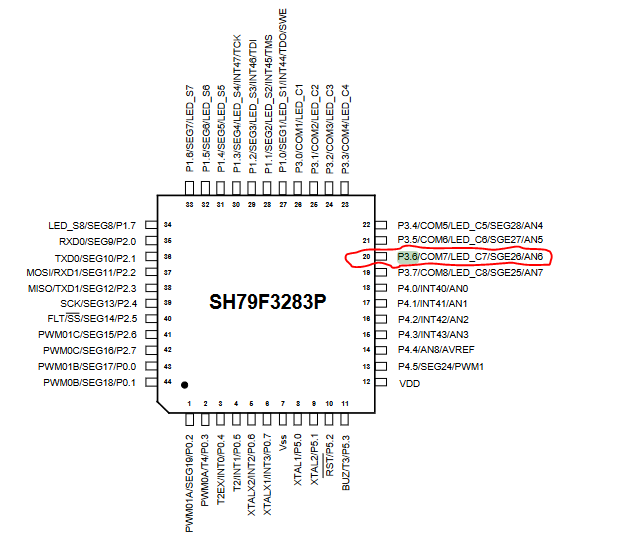 P1.6/SEG7/LED_S7
P1.5/SEG6/LED_S6
P1.4/SEG5/LED_S5
P1.3/SEG4/LED_S4/INT47/TCK
P1.2/SEG3/LED_S3/INT46/TDI
P1.1/SEG2/LED_S2/INT45/TMS
P1.0/SEG1/LED_S1/INT44/TDO/SWE
P3.0/COM1/LED_C1
P3.1/COM2/LED_C2
P3.2/COM3/LED_C3
P3.3/COM4/LED_C4
33 32 31 30 29 28 27 26 25 24 23
LED_S8/SEG8/P1.7 34
RXD0/SEG9/P2.0 35
TXD0/SEG10/P2.1 36
MOSI/RXD1/SEG11/P2.2 37
MISO/TXD1/SEG12/P2.3 38
SCK/SEG13/P2.4 39
FLT/SS/SEG14/P2.5 40
PWM01C/SEG15/P2.6 41
PWM0C/SEG16/P2.7 42
PWM01B/SEG17/P0.0 43
PWM0B/SEG18/P0.1 44
SH79F3283P
22 P3.4/COM5/LED_C5/SEG28/AN4
21 P3.5/COM6/LED_C6/SGE27/AN5
20 P3.6/COM7/LED_C7/SGE26/AN6
19 P3.7/COM8/LED_C8/SEG25/AN7
18 P4.0/INT40/AN0
17 P4.1/INT41/AN1
16 P4.2/INT42/AN2
15 P4.3/INT43/AN3
14 P4.4/AN8/AVREF
13 P4.5/SEG24/PWM1
12 VDD
1 2 3 4 5 6 7 8 9 10 11
PWM01A/SEG19/P0.2
PWM0A/T4/P0.3
T2EX/INT0/P0.4
T2/INT1/P0.5
XTALX2/INT2/P0.6
XTALX1/INT3/P0.7
Vss
XTAL1/P5.0
XTAL2/P5.1
RST/P5.2
BUZ/T3/P5.3